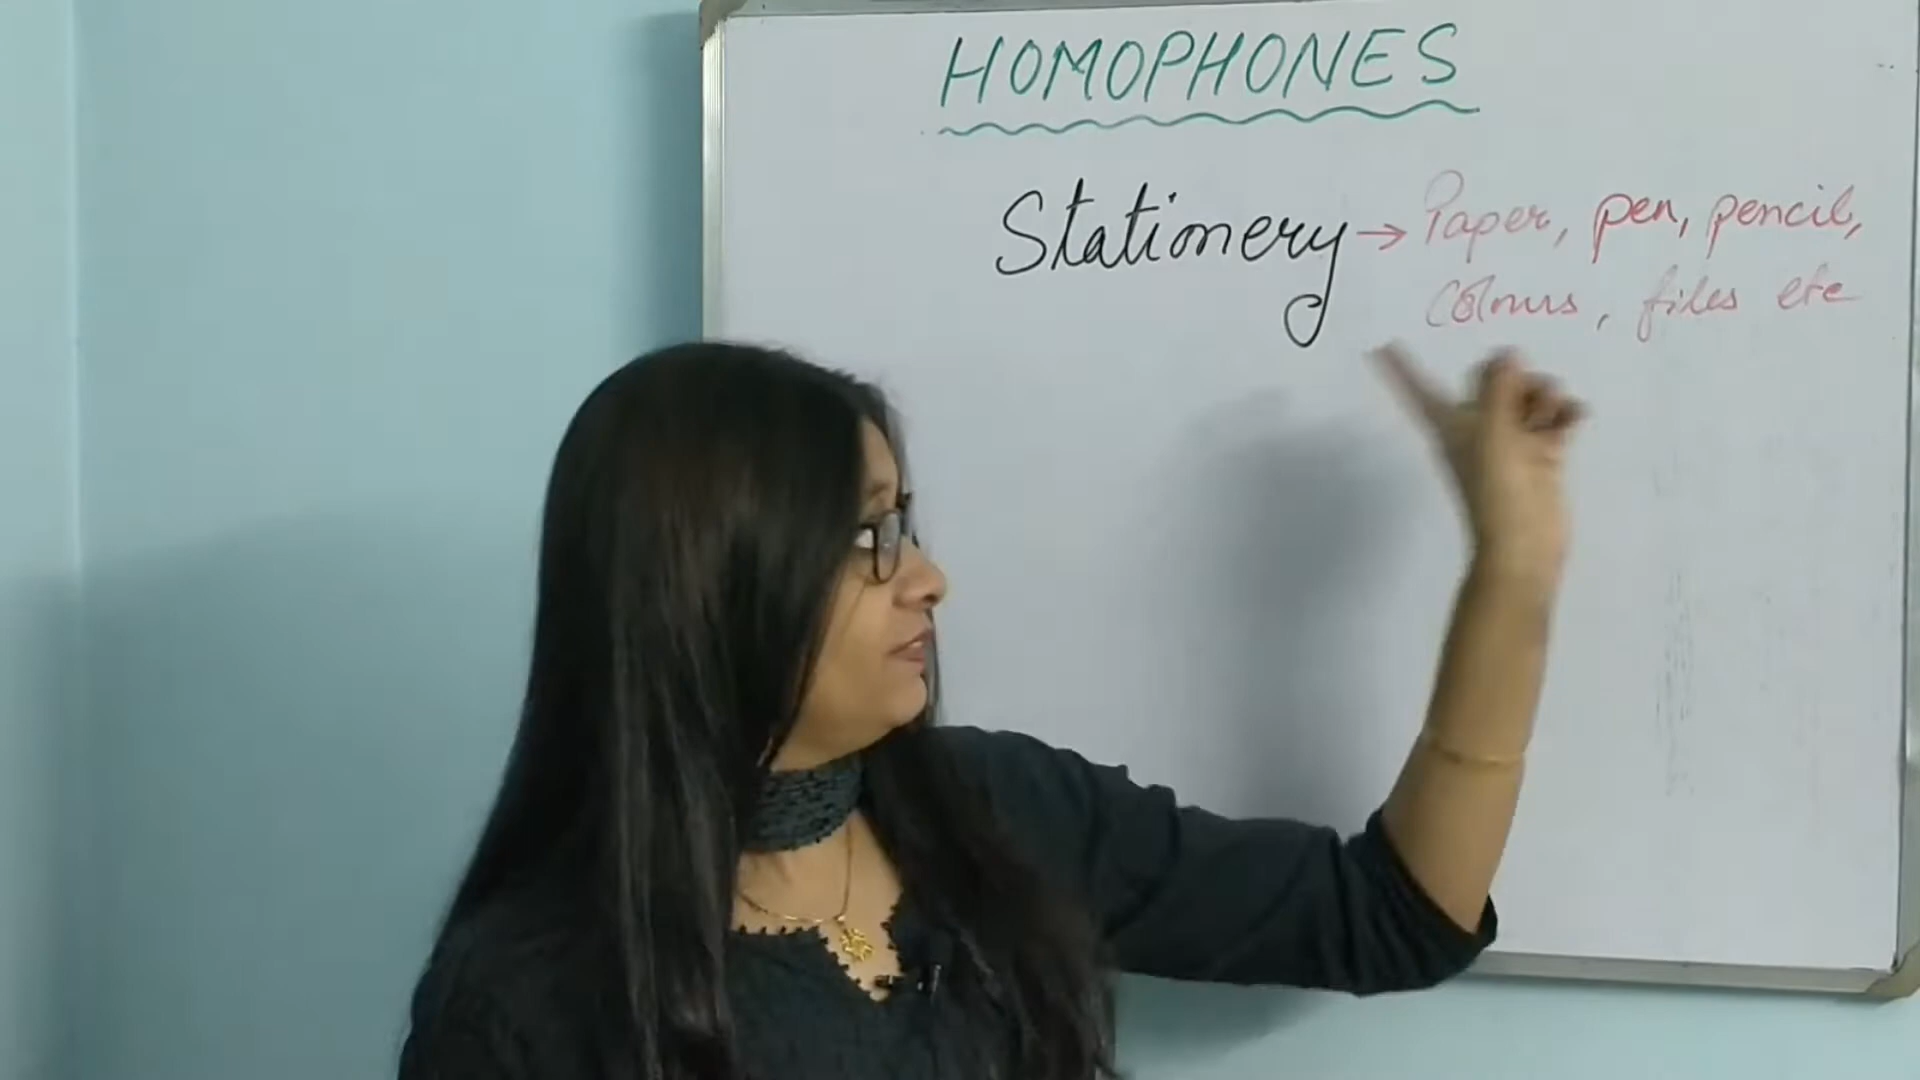 HOMOPHONES
Stationery → Paper, pen, pencil,
Colours, files etc